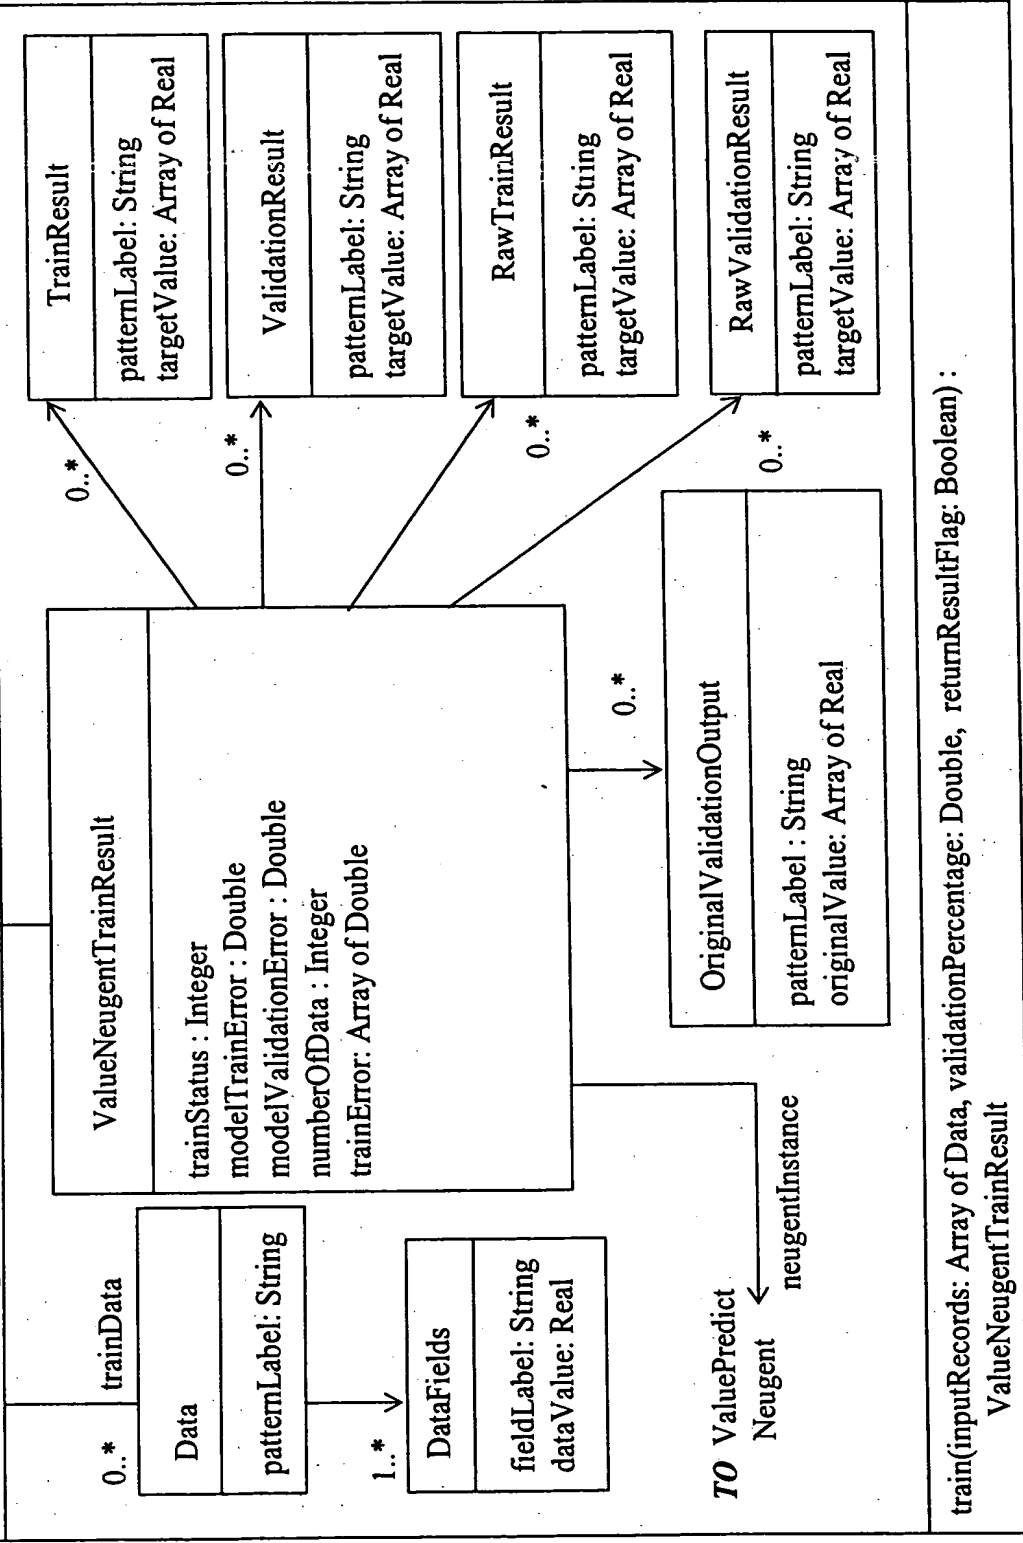 0..*
trainData
Data
patternLabel: String
1..*
DataFields
fieldLabel: String
dataValue: Real
TO ValuePredict
Neugent
neugentInstance
ValueNeugentTrainResult
trainStatus : Integer
modelTrainError : Double
modelValidationError : Double
numberOfData : Integer
trainError: Array of Double
0..*
OriginalValidationOutput
patternLabel : String
originalValue: Array of Real
0..*
TrainResult
patternLabel: String
targetValue: Array of Real
0..*
ValidationResult
patternLabel: String
targetValue: Array of Real
0..*
RawTrainResult
patternLabel: String
targetValue: Array of Real
0..*
RawValidationResult
patternLabel: String
targetValue: Array of Real
train(inputRecords: Array of Data, validationPercentage: Double, returnResultFlag: Boolean) :
ValueNeugentTrainResult